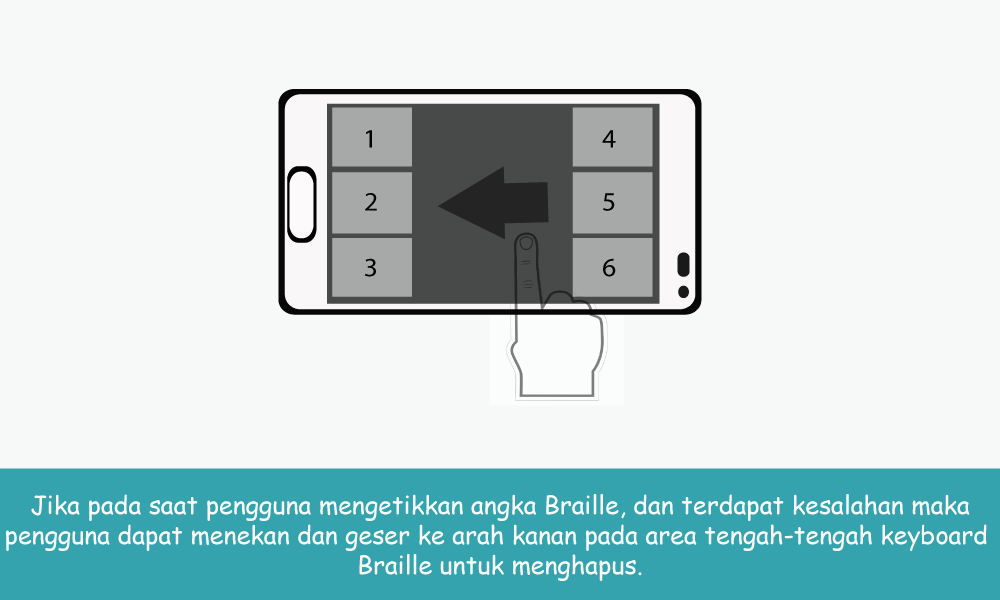 1 4
2 5
3 6
Jika pada saat pengguna mengetikkan angka Braille, dan terdapat kesalahan maka
pengguna dapat menekan dan geser ke arah kanan pada area tengah-tengah keyboard
Braille untuk menghapus.